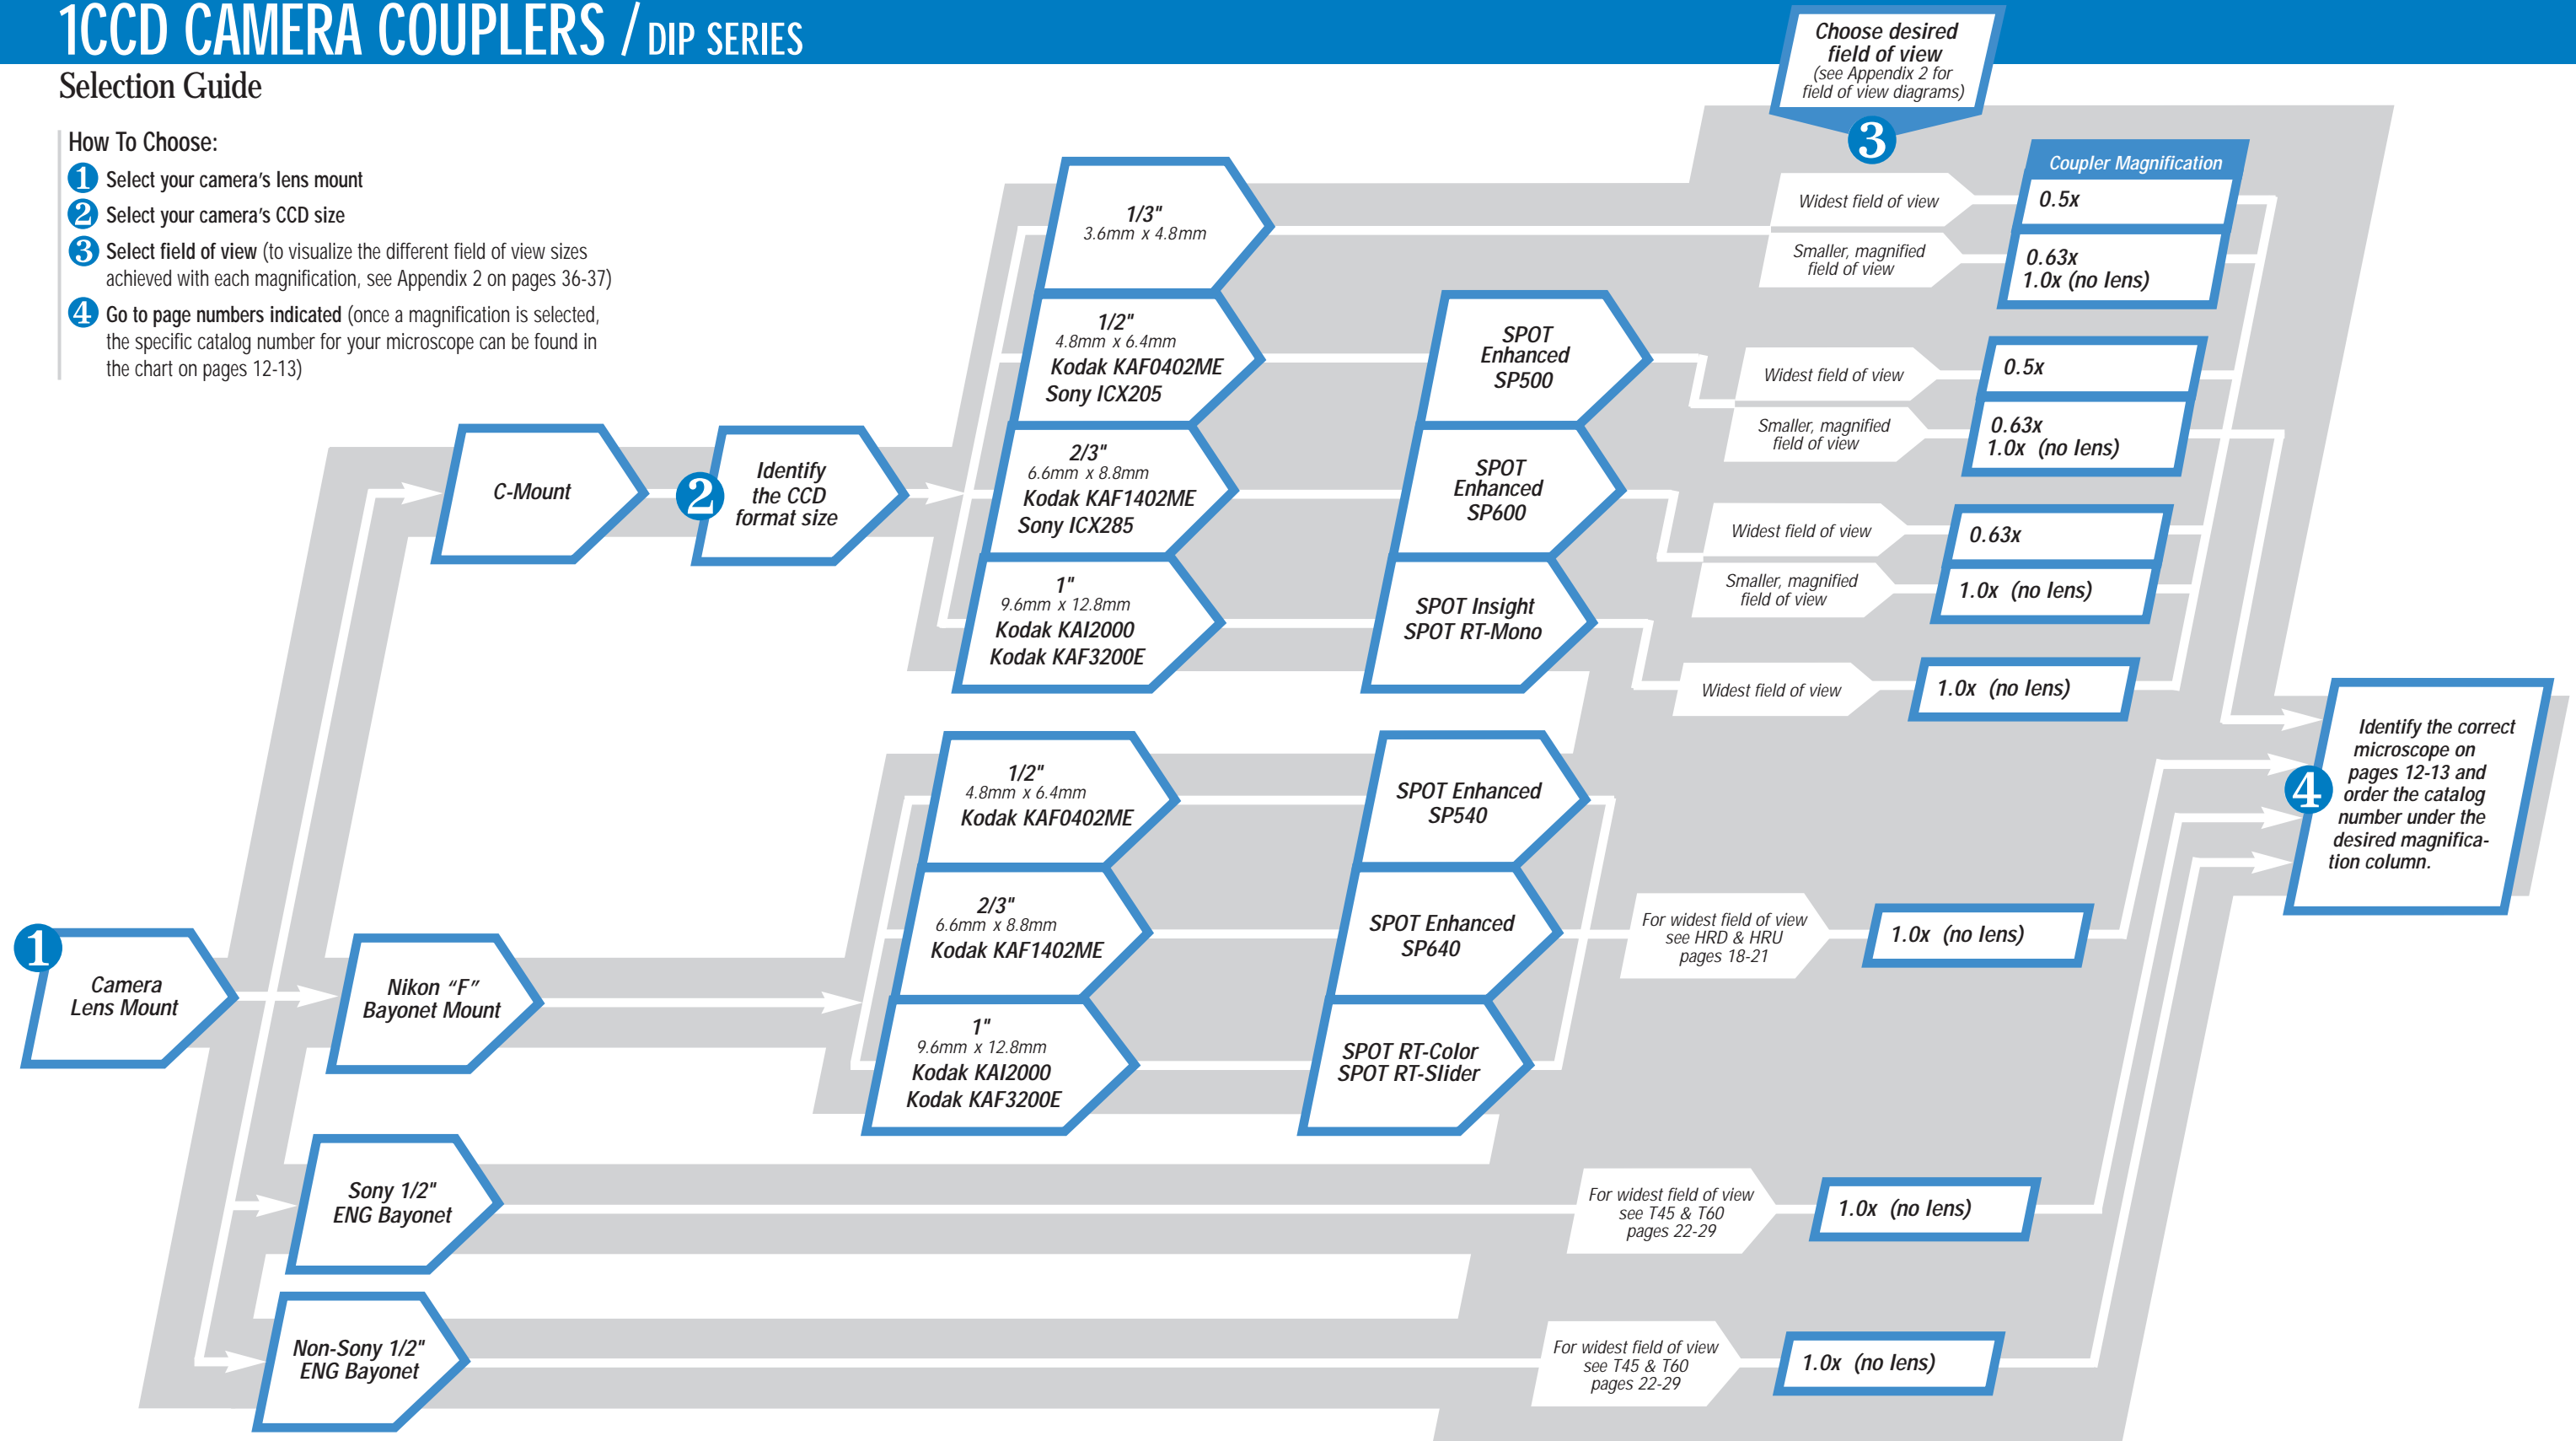 1CCD CAMERA COUPLERS / DIP SERIES
Selection Guide
How To Choose:
1 Select your camera's lens mount
2 Select your camera's CCD size
3 Select field of view (to visualize the different field of view sizes
achieved with each magnification, see Appendix 2 on pages 36-37)
4 Go to page numbers indicated (once a magnification is selected,
the specific catalog number for your microscope can be found in
the chart on pages 12-13)
1
Camera
Lens Mount
C-Mount
2
Identify
the CCD
format size
1/3"
3.6mm x 4.8mm
1/2"
4.8mm x 6.4mm
Kodak KAF0402ME
Sony ICX205
2/3"
6.6mm x 8.8mm
Kodak KAF1402ME
Sony ICX285
1"
9.6mm x 12.8mm
Kodak KAI2000
Kodak KAF3200E
SPOT
Enhanced
SP500
SPOT
Enhanced
SP600
SPOT Insight
SPOT RT-Mono
Choose desired
field of view
(see Appendix 2 for
field of view diagrams)
3
Coupler Magnification
Widest field of view
0.5x
Smaller, magnified
field of view
0.63x
1.0x (no lens)
Widest field of view
0.5x
Smaller, magnified
field of view
0.63x
1.0x (no lens)
Widest field of view
0.63x
Smaller, magnified
field of view
1.0x (no lens)
Widest field of view
1.0x (no lens)
Nikon “F”
Bayonet Mount
1/2"
4.8mm x 6.4mm
Kodak KAF0402ME
2/3"
6.6mm x 8.8mm
Kodak KAF1402ME
1"
9.6mm x 12.8mm
Kodak KAI2000
Kodak KAF3200E
SPOT Enhanced
SP540
SPOT Enhanced
SP640
SPOT RT-Color
SPOT RT-Slider
For widest field of view
see HRD & HRU
pages 18-21
1.0x (no lens)
Sony 1/2"
ENG Bayonet
For widest field of view
see T45 & T60
pages 22-29
1.0x (no lens)
Non-Sony 1/2"
ENG Bayonet
For widest field of view
see T45 & T60
pages 22-29
1.0x (no lens)
4
Identify the correct
microscope on
pages 12-13 and
order the catalog
number under the
desired magnifica-
tion column.